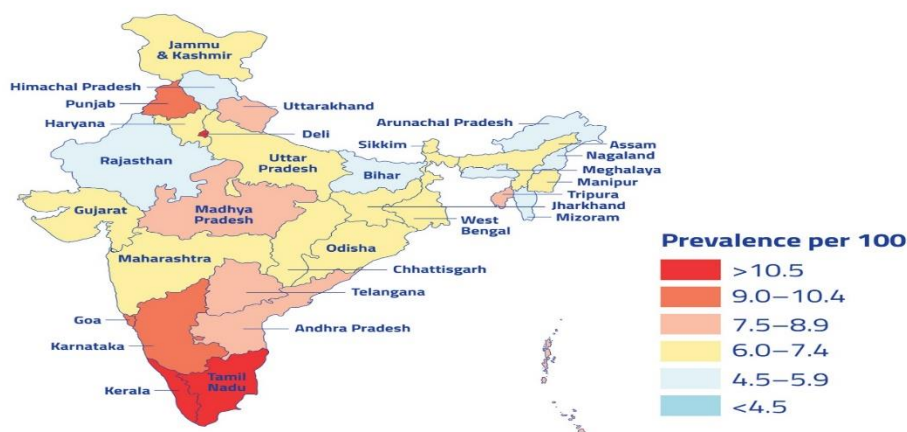 Jammu
& Kashmir
Himachal Pradesh
Punjab
Haryana
Uttarakhand
Deli
Rajasthan
Uttar
Pradesh
Sikkim
Arunachal Pradesh
Assam
Nagaland
Meghalaya
Manipur
Tripura
Jharkhand
Mizoram
Bihar
Gujarat
Madhya
Pradesh
West
Bengal
Odisha
Maharashtra
Chhattisgarh
Telangana
Goa
Andhra Pradesh
Karnataka
Kerala
Tamil
Nadu
Prevalence per 100
>10.5
9.0–10.4
7.5–8.9
6.0–7.4
4.5–5.9
<4.5